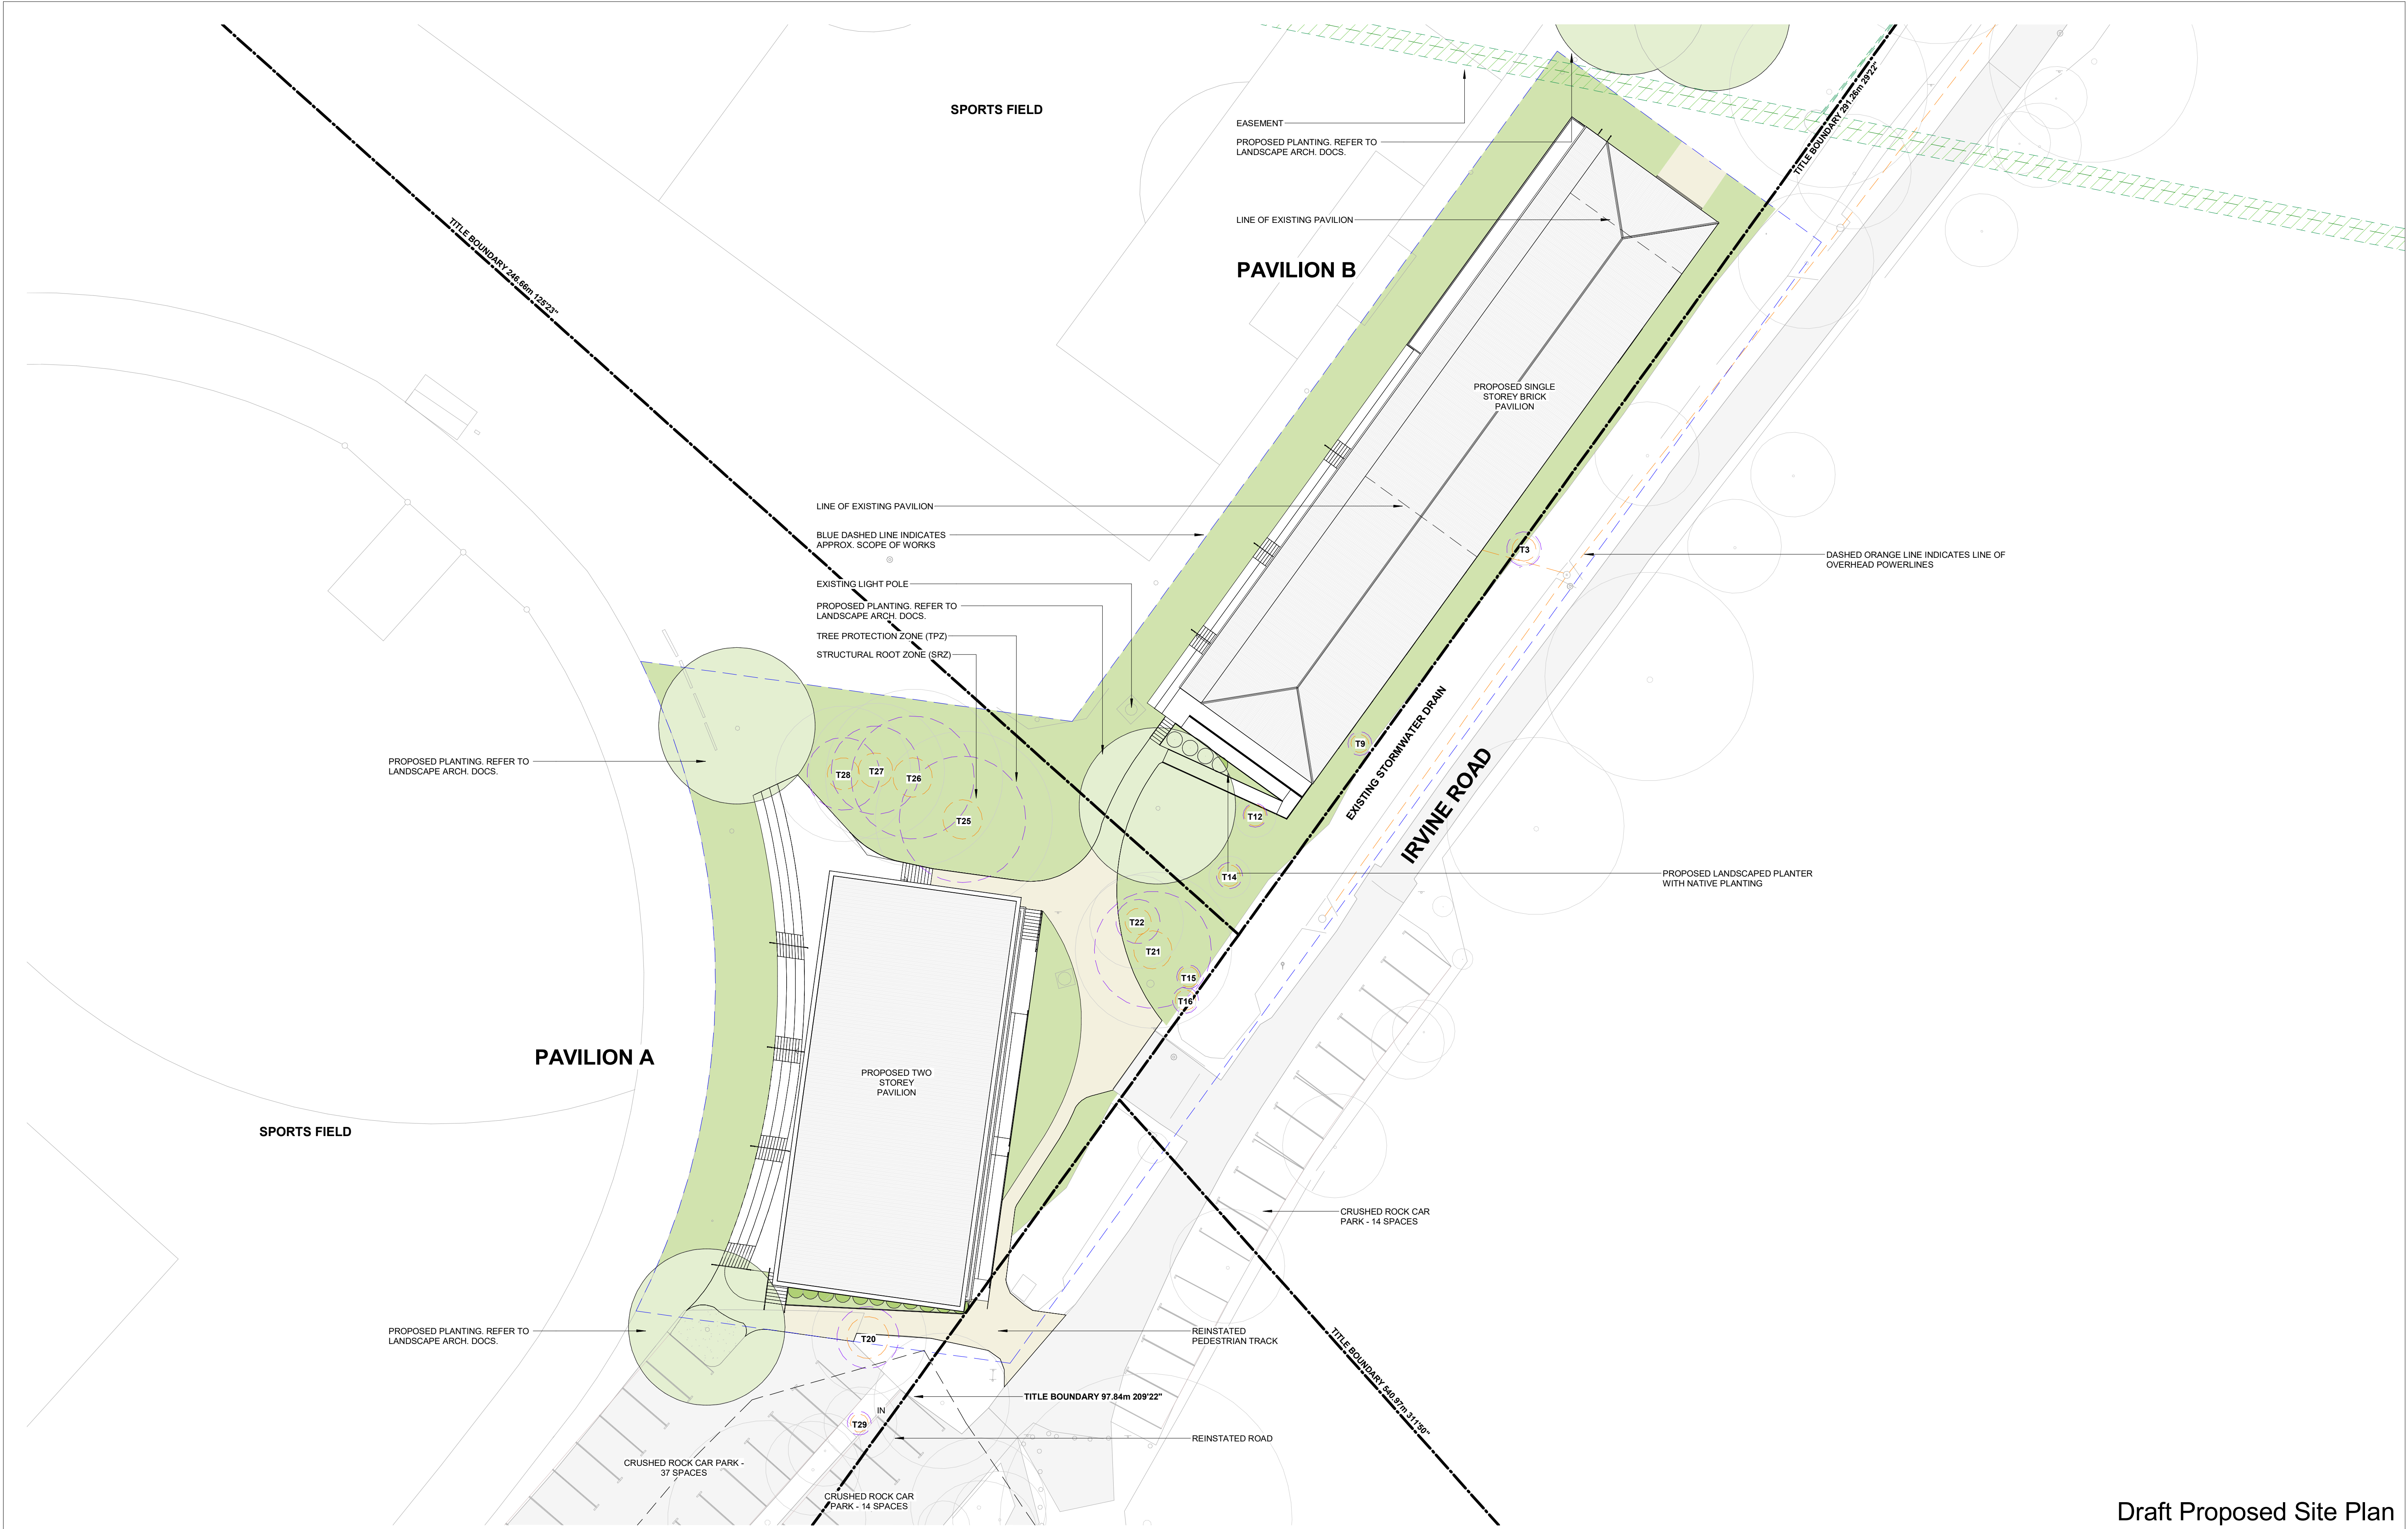 SPORTS FIELD
EASEMENT
PROPOSED PLANTING. REFER TO
LANDSCAPE ARCH. DOCS.
TITLE BOUNDARY 291.26m 29'22"
LINE OF EXISTING PAVILION
TITLE BOUNDARY 246.66m 125'23"
PAVILION B
PROPOSED SINGLE
STOREY BRICK
PAVILION
LINE OF EXISTING PAVILION
BLUE DASHED LINE INDICATES
APPROX. SCOPE OF WORKS
T3
DASHED ORANGE LINE INDICATES LINE OF
OVERHEAD POWERLINES
EXISTING LIGHT POLE
PROPOSED PLANTING. REFER TO
LANDSCAPE ARCH. DOCS.
TREE PROTECTION ZONE (TPZ)
STRUCTURAL ROOT ZONE (SRZ)
EXISTING STORMWATER DRAIN
T9
IRVINE ROAD
PROPOSED PLANTING. REFER TO
LANDSCAPE ARCH. DOCS.
T28
T27
T26
T25
T12
T14
PROPOSED LANDSCAPED PLANTER
WITH NATIVE PLANTING
T22
T21
T15
T16
PAVILION A
PROPOSED TWO
STOREY
PAVILION
SPORTS FIELD
CRUSHED ROCK CAR
PARK - 14 SPACES
PROPOSED PLANTING. REFER TO
LANDSCAPE ARCH. DOCS.
T20
REINSTATED
PEDESTRIAN TRACK
TITLE BOUNDARY 540.97m 311'50"
TITLE BOUNDARY 97.84m 209'22"
IN
T29
REINSTATED ROAD
CRUSHED ROCK CAR PARK -
37 SPACES
CRUSHED ROCK CAR
PARK - 14 SPACES
Draft Proposed Site Plan